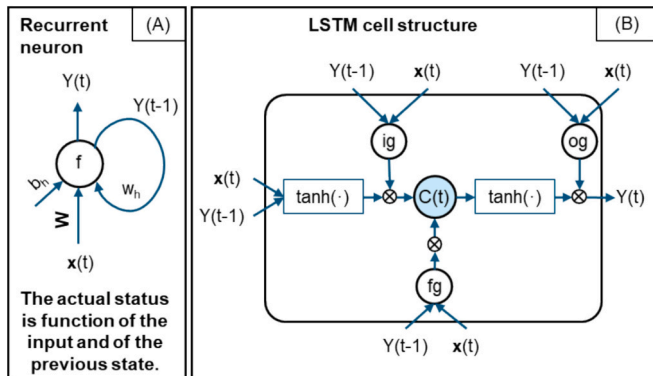 Recurrent
neuron
(A)
Y(t)
Y(t-1)
f
bₕ
wₕ
W
x(t)
The actual status
is function of the
input and of the
previous state.
LSTM cell structure
(B)
Y(t-1) x(t)
Y(t-1) x(t)
ig
og
x(t)
Y(t-1)
tanh(·)
C(t)
tanh(·)
Y(t)
fg
Y(t-1) x(t)